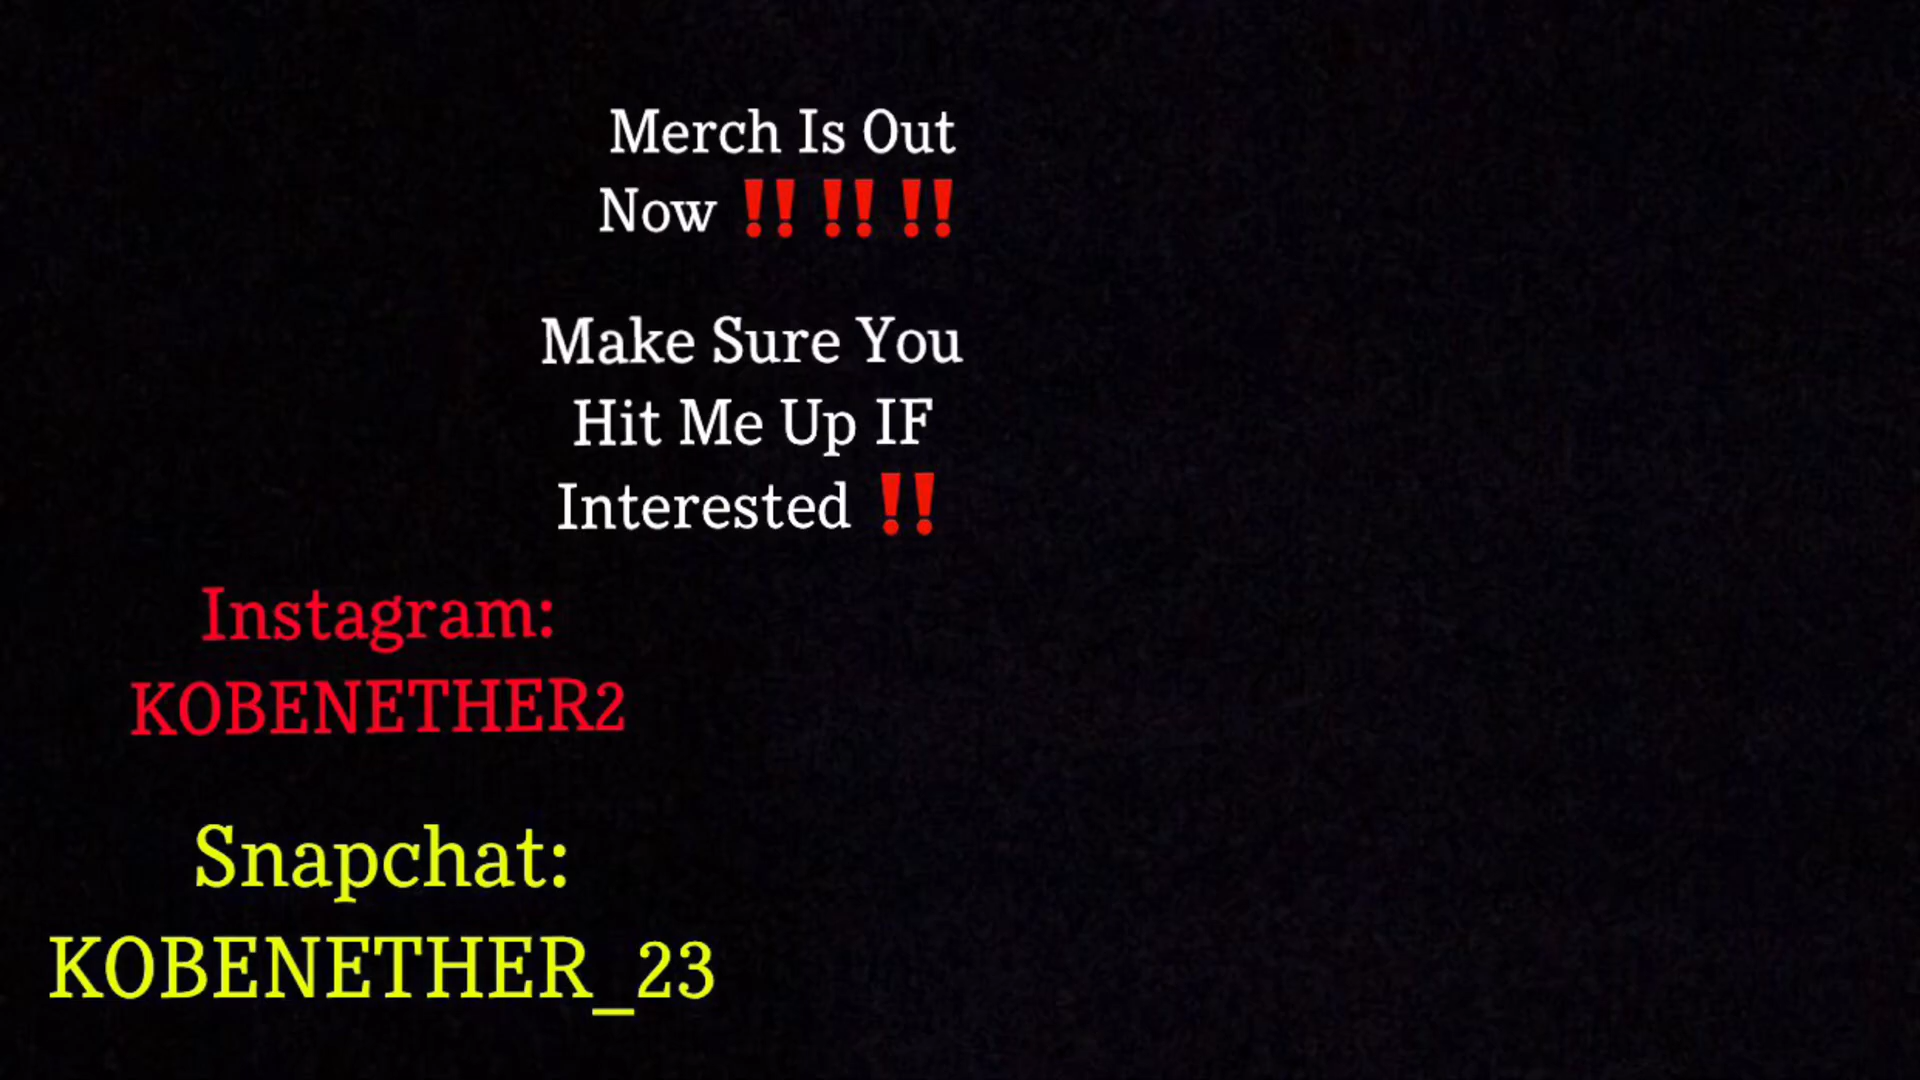 Merch Is Out
Now ‼️ ‼️ ‼️
Make Sure You
Hit Me Up IF
Interested ‼️
Instagram:
KOBENETHER2
Snapchat:
KOBENETHER_23